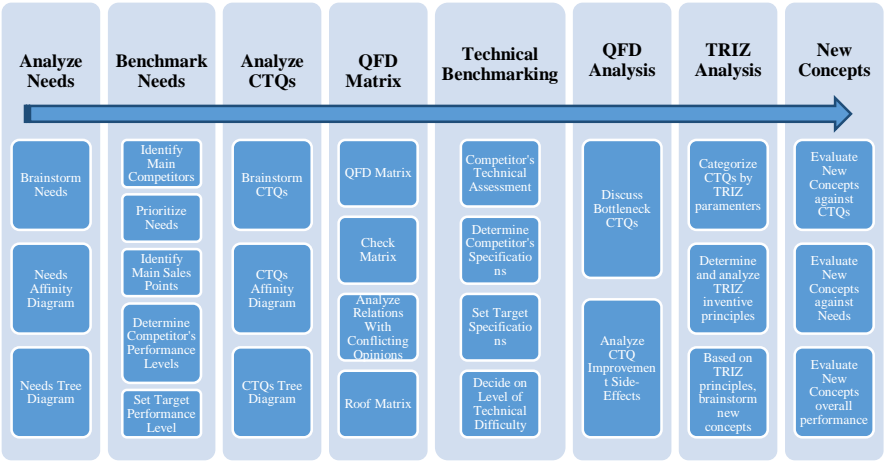 Analyze
Needs
Brainstorm
Needs
Needs
Affinity
Diagram
Needs Tree
Diagram
Benchmark
Needs
Identify
Main
Competitors
Prioritize
Needs
Identify
Main Sales
Points
Determine
Competitor's
Performance
Levels
Set Target
Performance
Level
Analyze
CTQs
Brainstorm
CTQs
CTQs
Affinity
Diagram
CTQs Tree
Diagram
QFD
Matrix
QFD Matrix
Check
Matrix
Analyze
Relations
With
Conflicting
Opinions
Roof Matrix
Technical
Benchmarking
Competitor's
Technical
Assessment
Determine
Competitor's
Specificatio
ns
Set Target
Specificatio
ns
Decide on
Level of
Technical
Difficulty
QFD
Analysis
Discuss
Bottleneck
CTQs
Analyze
CTQ
Improvemen
t Side-
Effects
TRIZ
Analysis
Categorize
CTQs by
TRIZ
paramenters
Determine
and analyze
TRIZ
inventive
principles
Based on
TRIZ
principles,
brainstorm
new
concepts
New
Concepts
Evaluate
New
Concepts
against
CTQs
Evaluate
New
Concepts
against
Needs
Evaluate
New
Concepts
overall
performance